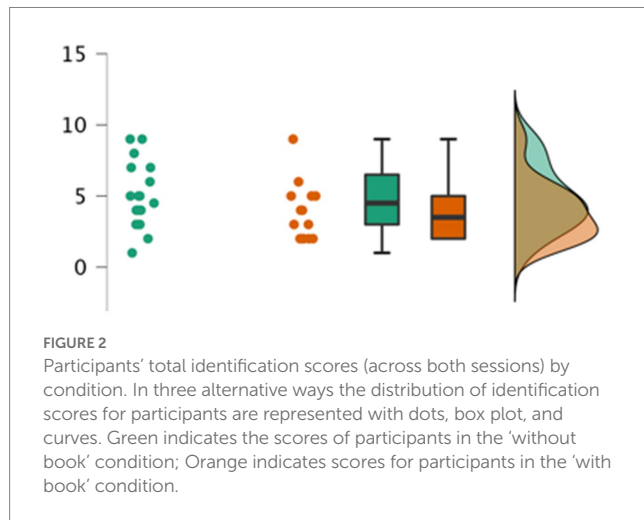 15
10
5
0
FIGURE 2
Participants’ total identification scores (across both sessions) by
condition. In three alternative ways the distribution of identification
scores for participants are represented with dots, box plot, and
curves. Green indicates the scores of participants in the ‘without
book’ condition; Orange indicates scores for participants in the ‘with
book’ condition.